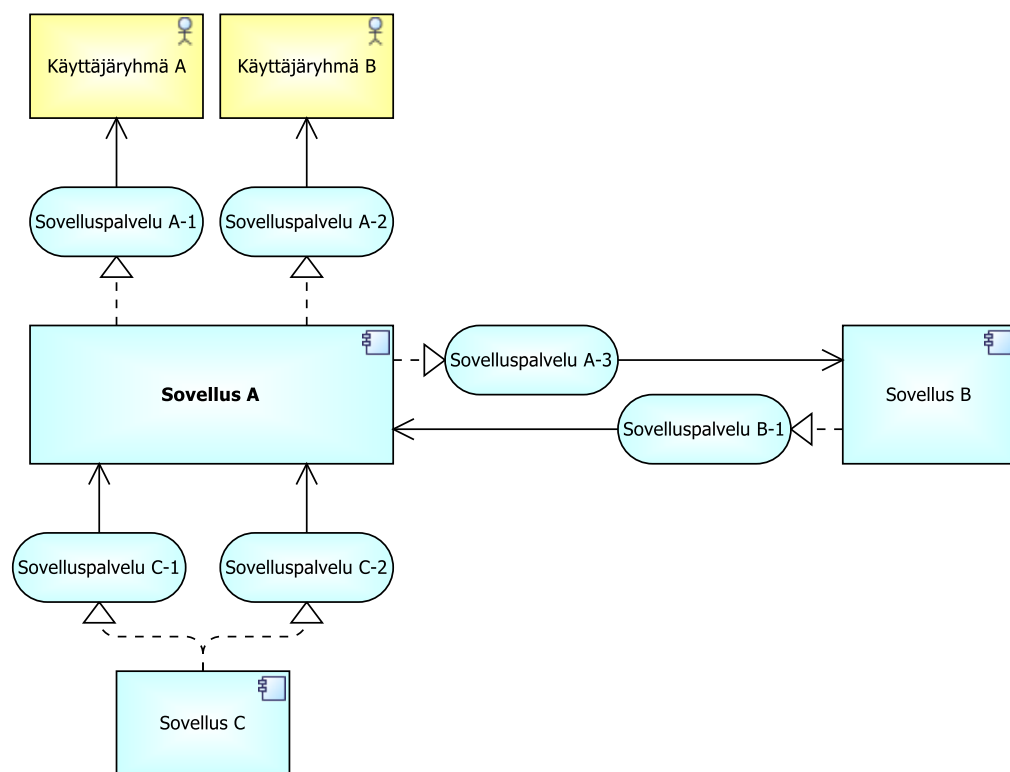 Käyttäjäryhmä A
Käyttäjäryhmä B
Sovelluspalvelu A-1
Sovelluspalvelu A-2
Sovellus A
Sovelluspalvelu A-3
Sovellus B
Sovelluspalvelu B-1
Sovelluspalvelu C-1
Sovelluspalvelu C-2
Sovellus C